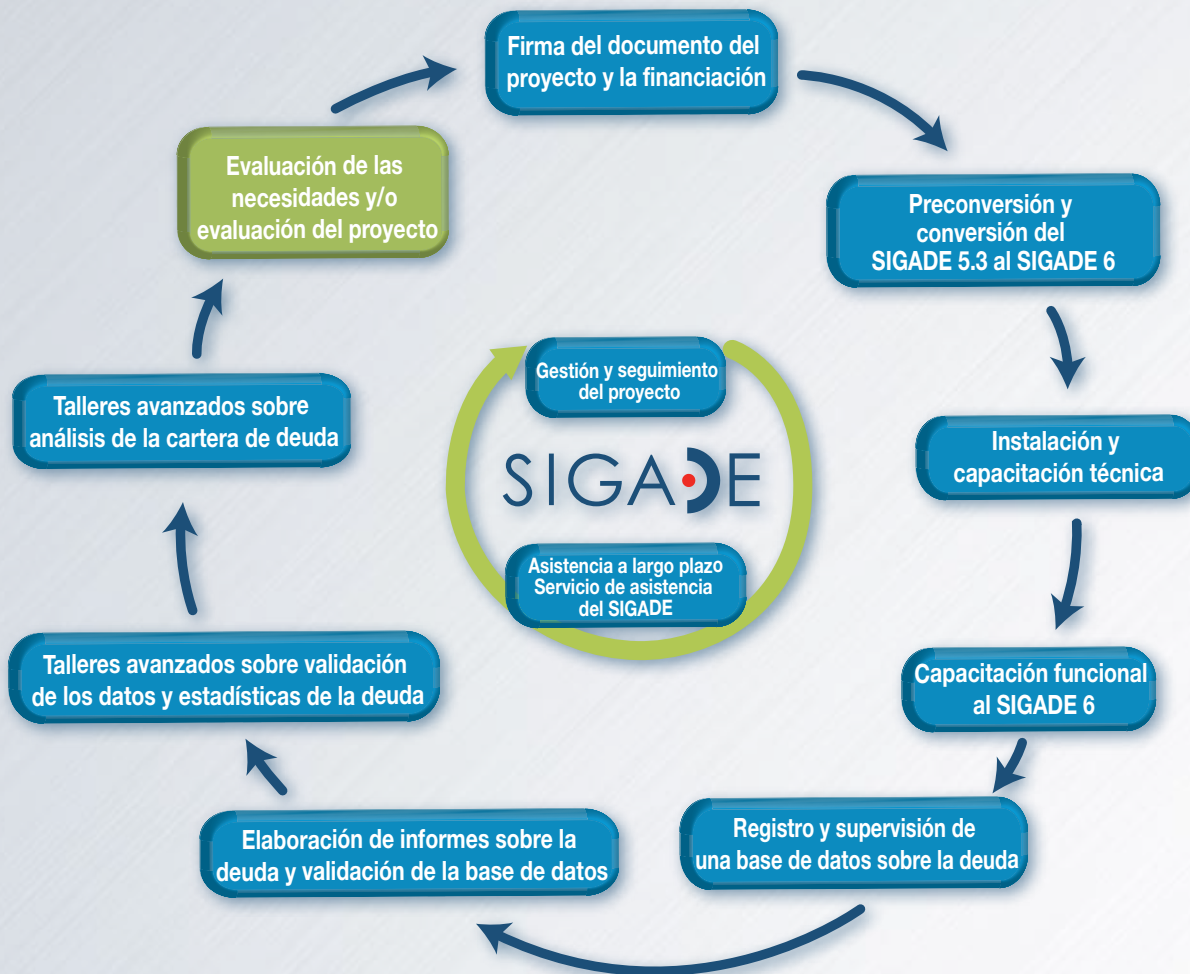 Firma del documento del
proyecto y la financiación
Evaluación de las
necesidades y/o
evaluación del proyecto
Preconversión y
conversión del
SIGADE 5.3 al SIGADE 6
Gestión y seguimiento
del proyecto
SIGADE
Asistencia a largo plazo
Servicio de asistencia
del SIGADE
Talleres avanzados sobre
análisis de la cartera de deuda
Instalación y
capacitación técnica
Talleres avanzados sobre validación
de los datos y estadísticas de la deuda
Capacitación funcional
al SIGADE 6
Elaboración de informes sobre la
deuda y validación de la base de datos
Registro y supervisión de
una base de datos sobre la deuda